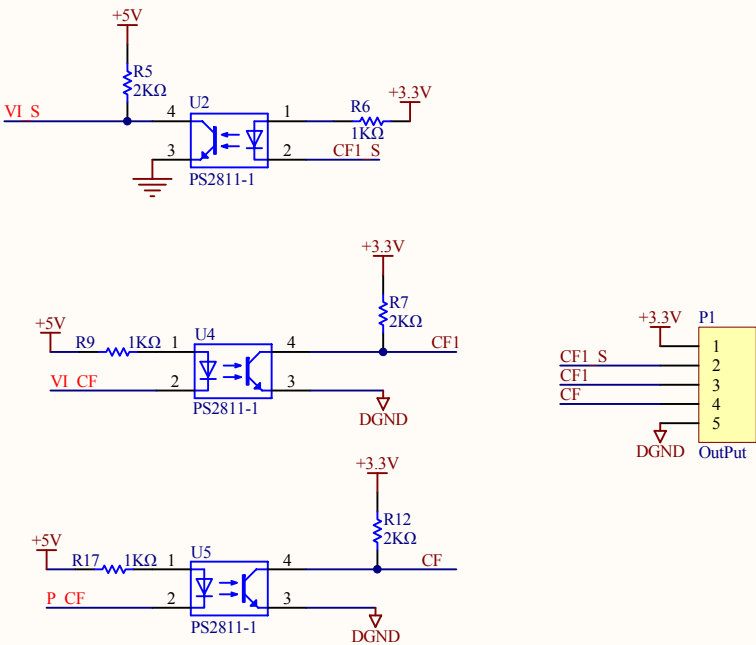 +5V
R5
2KΩ
VI_S
4
U2
1
R6
1KΩ
+3.3V
3
2
CF1_S
PS2811-1
+3.3V
R7
2KΩ
+5V
R9
1KΩ
1
U4
4
CF1
VI_CF
2
3
PS2811-1
DGND
+3.3V
P1
1
CF1_S
2
CF1
3
CF
4
5
DGND
OutPut
+3.3V
R12
2KΩ
+5V
R17
1KΩ
1
U5
4
CF
P_CF
2
3
PS2811-1
DGND